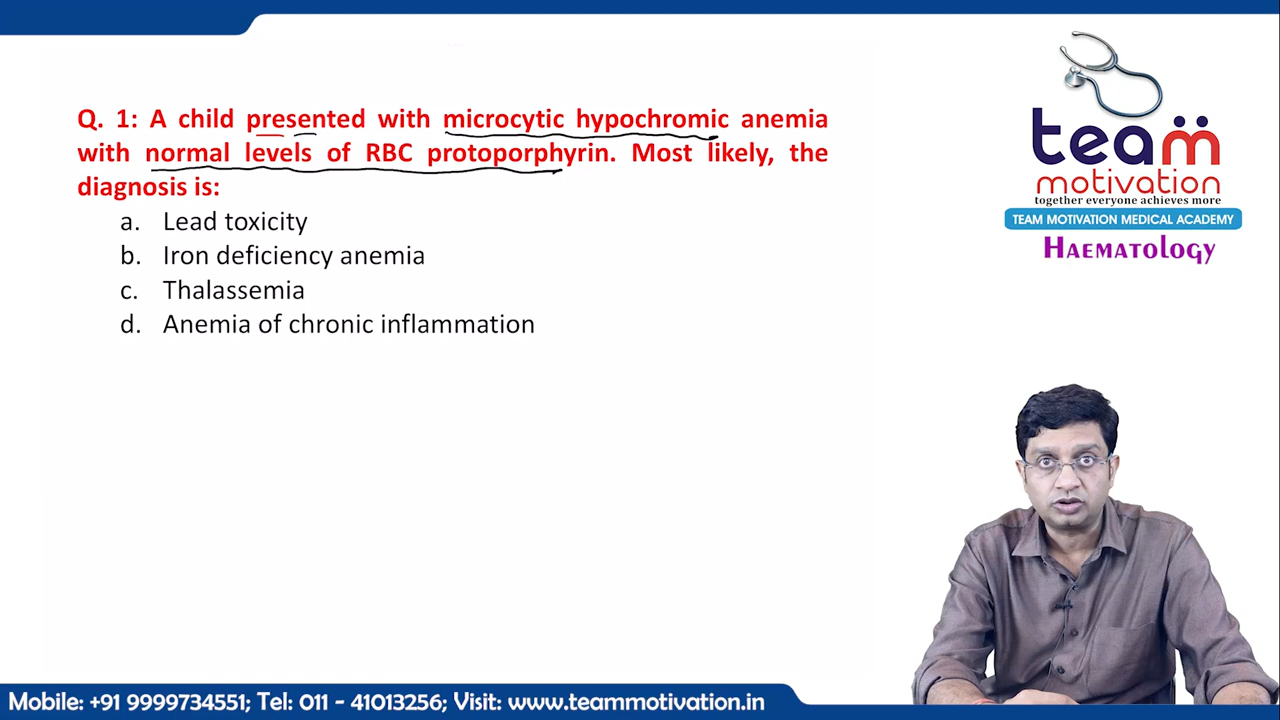 Q. 1: A child presented with microcytic hypochromic anemia
with normal levels of RBC protoporphyrin. Most likely, the
diagnosis is:
a. Lead toxicity
b. Iron deficiency anemia
c. Thalassemia
d. Anemia of chronic inflammation
team
motivation
together everyone achieves more
TEAM MOTIVATION MEDICAL ACADEMY
Haematology
Mobile: +91 9999734551; Tel: 011 - 41013256; Visit: www.teammotivation.in